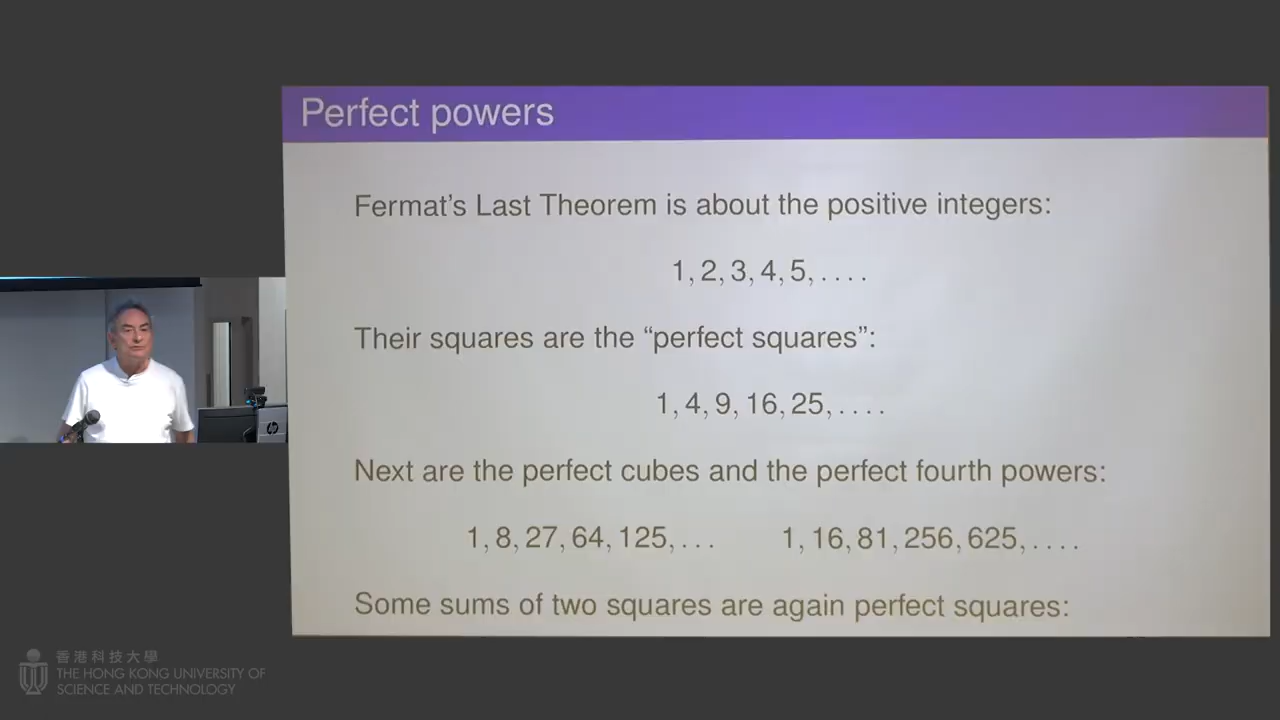 Perfect powers
Fermat's Last Theorem is about the positive integers:
1, 2, 3, 4, 5, . . . .
Their squares are the “perfect squares”:
1, 4, 9, 16, 25, . . . .
Next are the perfect cubes and the perfect fourth powers:
1, 8, 27, 64, 125, . . . 1, 16, 81, 256, 625, . . . .
Some sums of two squares are again perfect squares:
hp
香港科技大學
THE HONG KONG UNIVERSITY OF
SCIENCE AND TECHNOLOGY